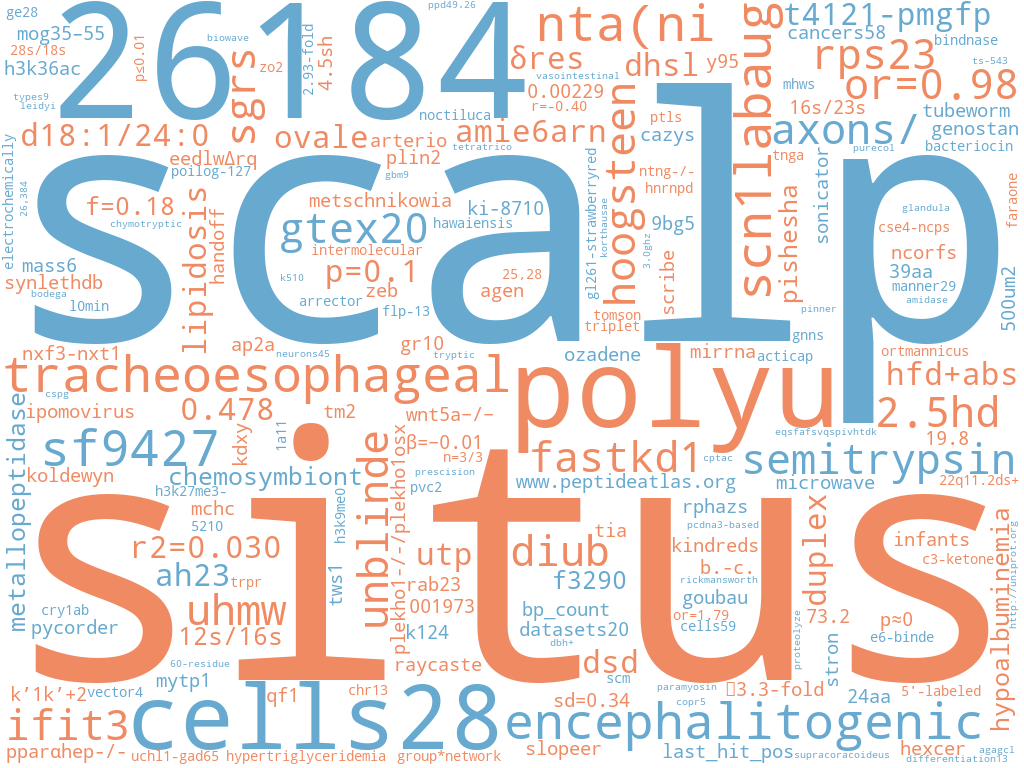 ge28
26184
ppd49.26
nta(ni
t4121-pmgfp
mog35-55
28s/18s
biowave
cancers58
bindnase
h3k36ac
ps≤0.01
zo2
2.93-fold
4.5sh
δres
dhsl
y95
rps23
ts-543
types9
leidyi
sgrs
vasointestinal
0.00229
r=-0.40
mhws
or=0.98
noctiluca
ptls
16s/23s
tubeworm
d18:1/24:0
ovale
arterio
amie6arn
cazys
scn1labaug
axons/
genostan
bacteriocin
eedlwδrq
poilog-127
plin2
tetratrico
gbm9
hoogsteen
tnga
purecol
electrochemically
26,384
scalp
f=0.18
chymotryptic
metschnikowia
ki-8710
gl261-strawberryred
korthausae
ntng-/-
hnrnpd
sonicator
glandula
faraone
lipidosis
handoff
gtex20
hawaiensis
9bg5
pishesha
cse4-ncps
intermolecular
3.0ghz
ncorfs
mass6
k510
p=0.1
25,28
39aa
synlethdb
zeb
agen
scribe
manner29
bodega
l0min
arrector
flp-13
amidase
500um2
tomson
triplet
pinner
gnns
nxf3-nxt1
ap2a
neurons45
gr10
tryptic
ozadene
mirrna
acticap
ortmannicus
tracheoesophageal
polyu
hfd+abs
cspg
ipomovirus
0.478
tm2
wnt5a-/-
2.5hd
sf9427
kdxy
1a11
β=-0.01
n=3/3
eqsfafsvqspivhtdk
19.8
koldewyn
chemosymbiont
prescision
fastkd1
cptac
semitrypsin
metallopeptidase
h3k27me3-
pvc2
www.peptideatlas.org
microwave
22q11.2ds+
situs
mchc
5210
h3k9me0
unblinde
plekho1-/-/plekho1osx
rphazs
pcdna3-based
duplex
infants
r2=0.030
utp
diub
tia
kindreds
c3-ketone
ah23
trpr
tws1
rab23
f3290
b.-c.
rickmansworth
hypoalbuminemia
http://uniprot.org
cry1ab
uhmw
001973
bp_count
goubau
pycorder
12s/16s
k124
datasets20
or=1.79
cells59
73.2
p≈0
e6-binde
dbh+
proteolyze
60-residue
raycaste
dsd
scm
stron
mytp1
k'1k'+2
vector4
qf1
chr13
paramyosin
3.3-fold
24aa
5'-labeled
sd=0.34
copr5
ifit3
cells28
encephalitogenic
pparαhep-/-
uchl1-gad65
hypertriglyceridemia
group*network
slopeer
last_hit_pos
supracoracoideus
hexcer
agagcl
differentiation13